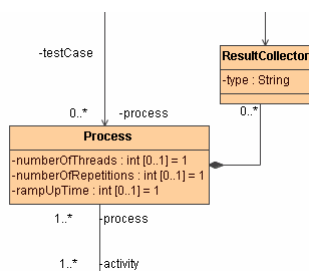 -testCase
ResultCollector
-type : String
0..*
-process
0..*
Process
-numberOfThreads : int [0..1] = 1
-numberOfRepetitions : int [0..1] = 1
-rampUpTime : int [0..1] = 1
1..*
-process
1..*
-activity